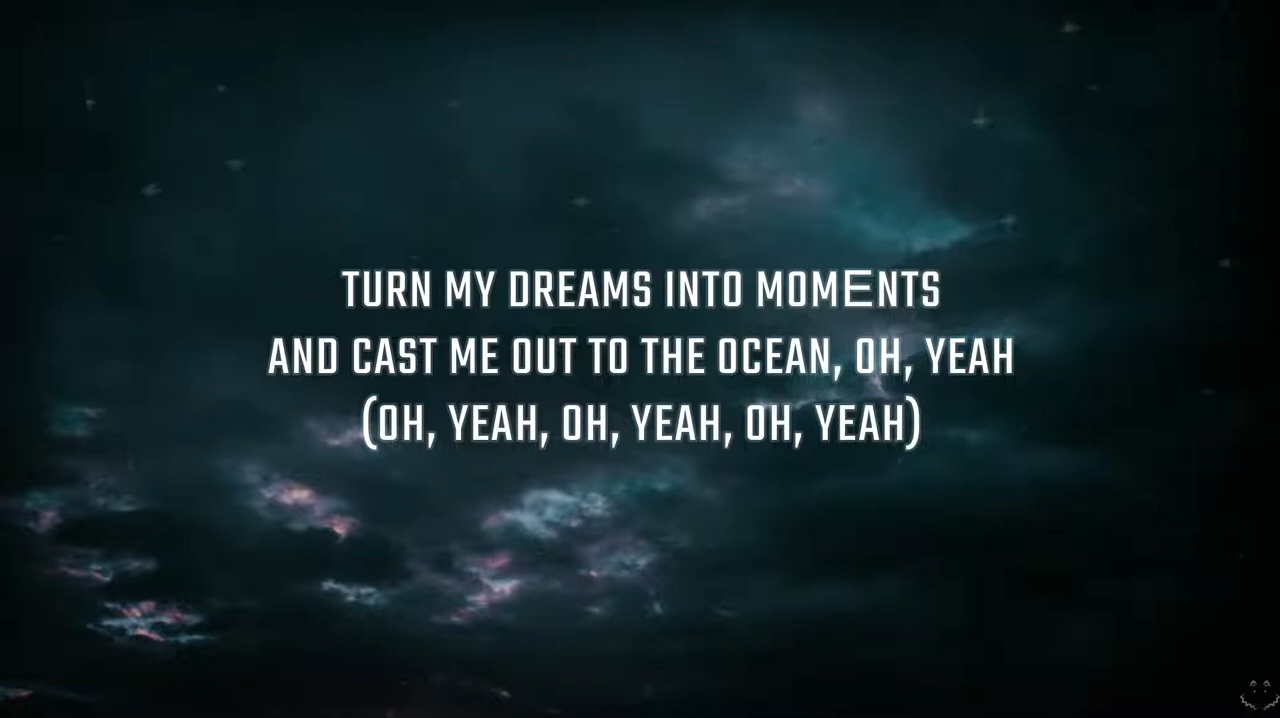 TURN MY DREAMS INTO MOMENTS
AND CAST ME OUT TO THE OCEAN, OH, YEAH
(OH, YEAH, OH, YEAH, OH, YEAH)